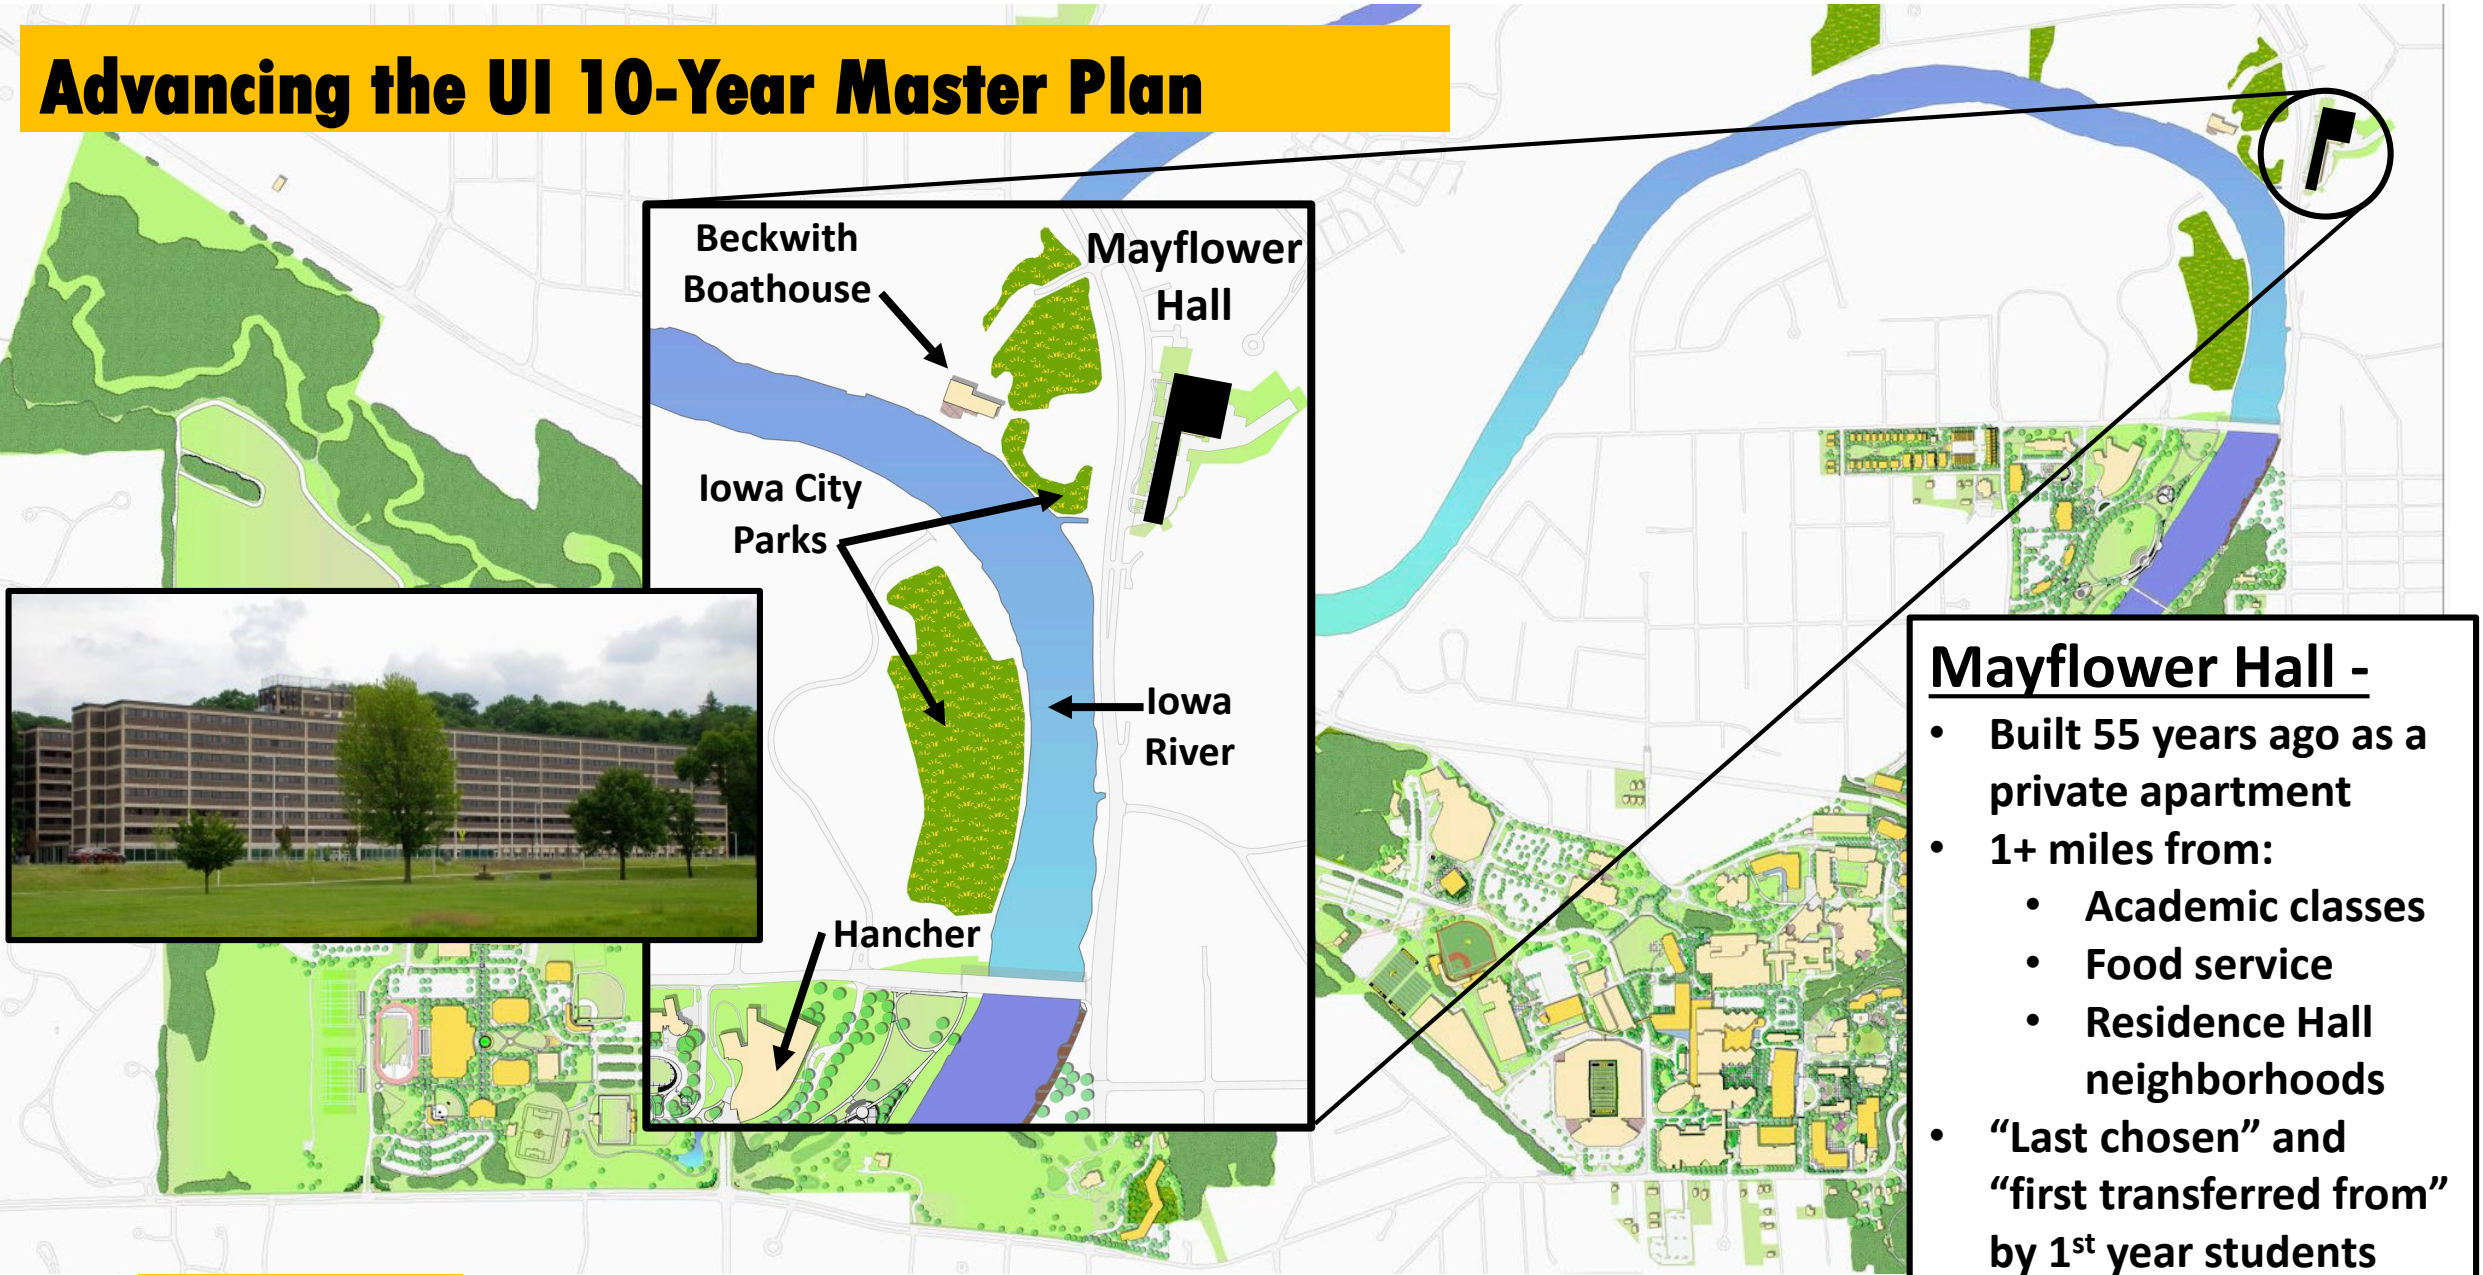 Advancing the UI 10-Year Master Plan
Beckwith
Boathouse
Mayflower
Hall
Iowa City
Parks
Iowa
River
Hancher
Mayflower Hall -
• Built 55 years ago as a
private apartment
• 1+ miles from:
• Academic classes
• Food service
• Residence Hall
neighborhoods
• “Last chosen” and
“first transferred from”
by 1st year students